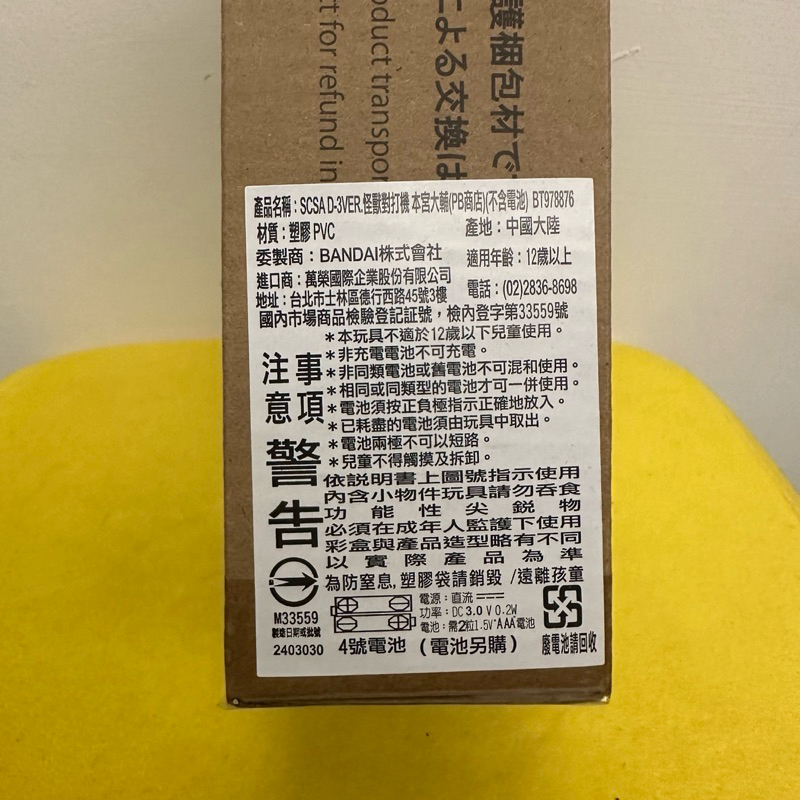 護梱包材で
による交換は
oduct transpor
ct for refund in
產品名稱：SCSA D-3VER.怪獸對打機 本宮大輔(PB商店)(不含電池) BT978876
材質：塑膠 PVC 產地：中國大陸
委製商：BANDAI株式會社 適用年齡：12歲以上
進口商：萬榮國際企業股份有限公司
地址：台北市士林區德行西路45號3樓 電話：(02)2836-8698
國內市場商品檢驗登記証號，檢內登字第33559號
注意事項
＊本玩具不適於12歲以下兒童使用。
＊非充電電池不可充電。
＊非同類電池或舊電池不可混和使用。
＊相同或同類型的電池才可一併使用。
＊電池須按正負極指示正確地放入。
＊已耗盡的電池須由玩具中取出。
＊電池兩極不可以短路。
＊兒童不得觸摸及拆卸。
警告
依說明書上圖號指示使用
內含小物件玩具請勿吞食
功能性尖銳物
必須在成年人監護下使用
彩盒與產品造型略有不同
以實際產品為準
為防窒息,塑膠袋請銷毀/遠離孩童
M33559
製造日期或批號
2403030
電源：直流
功率：DC 3.0 V 0.2W
電池：需2粒1.5V"AAA電池
4號電池（電池另購）
廢電池請回收